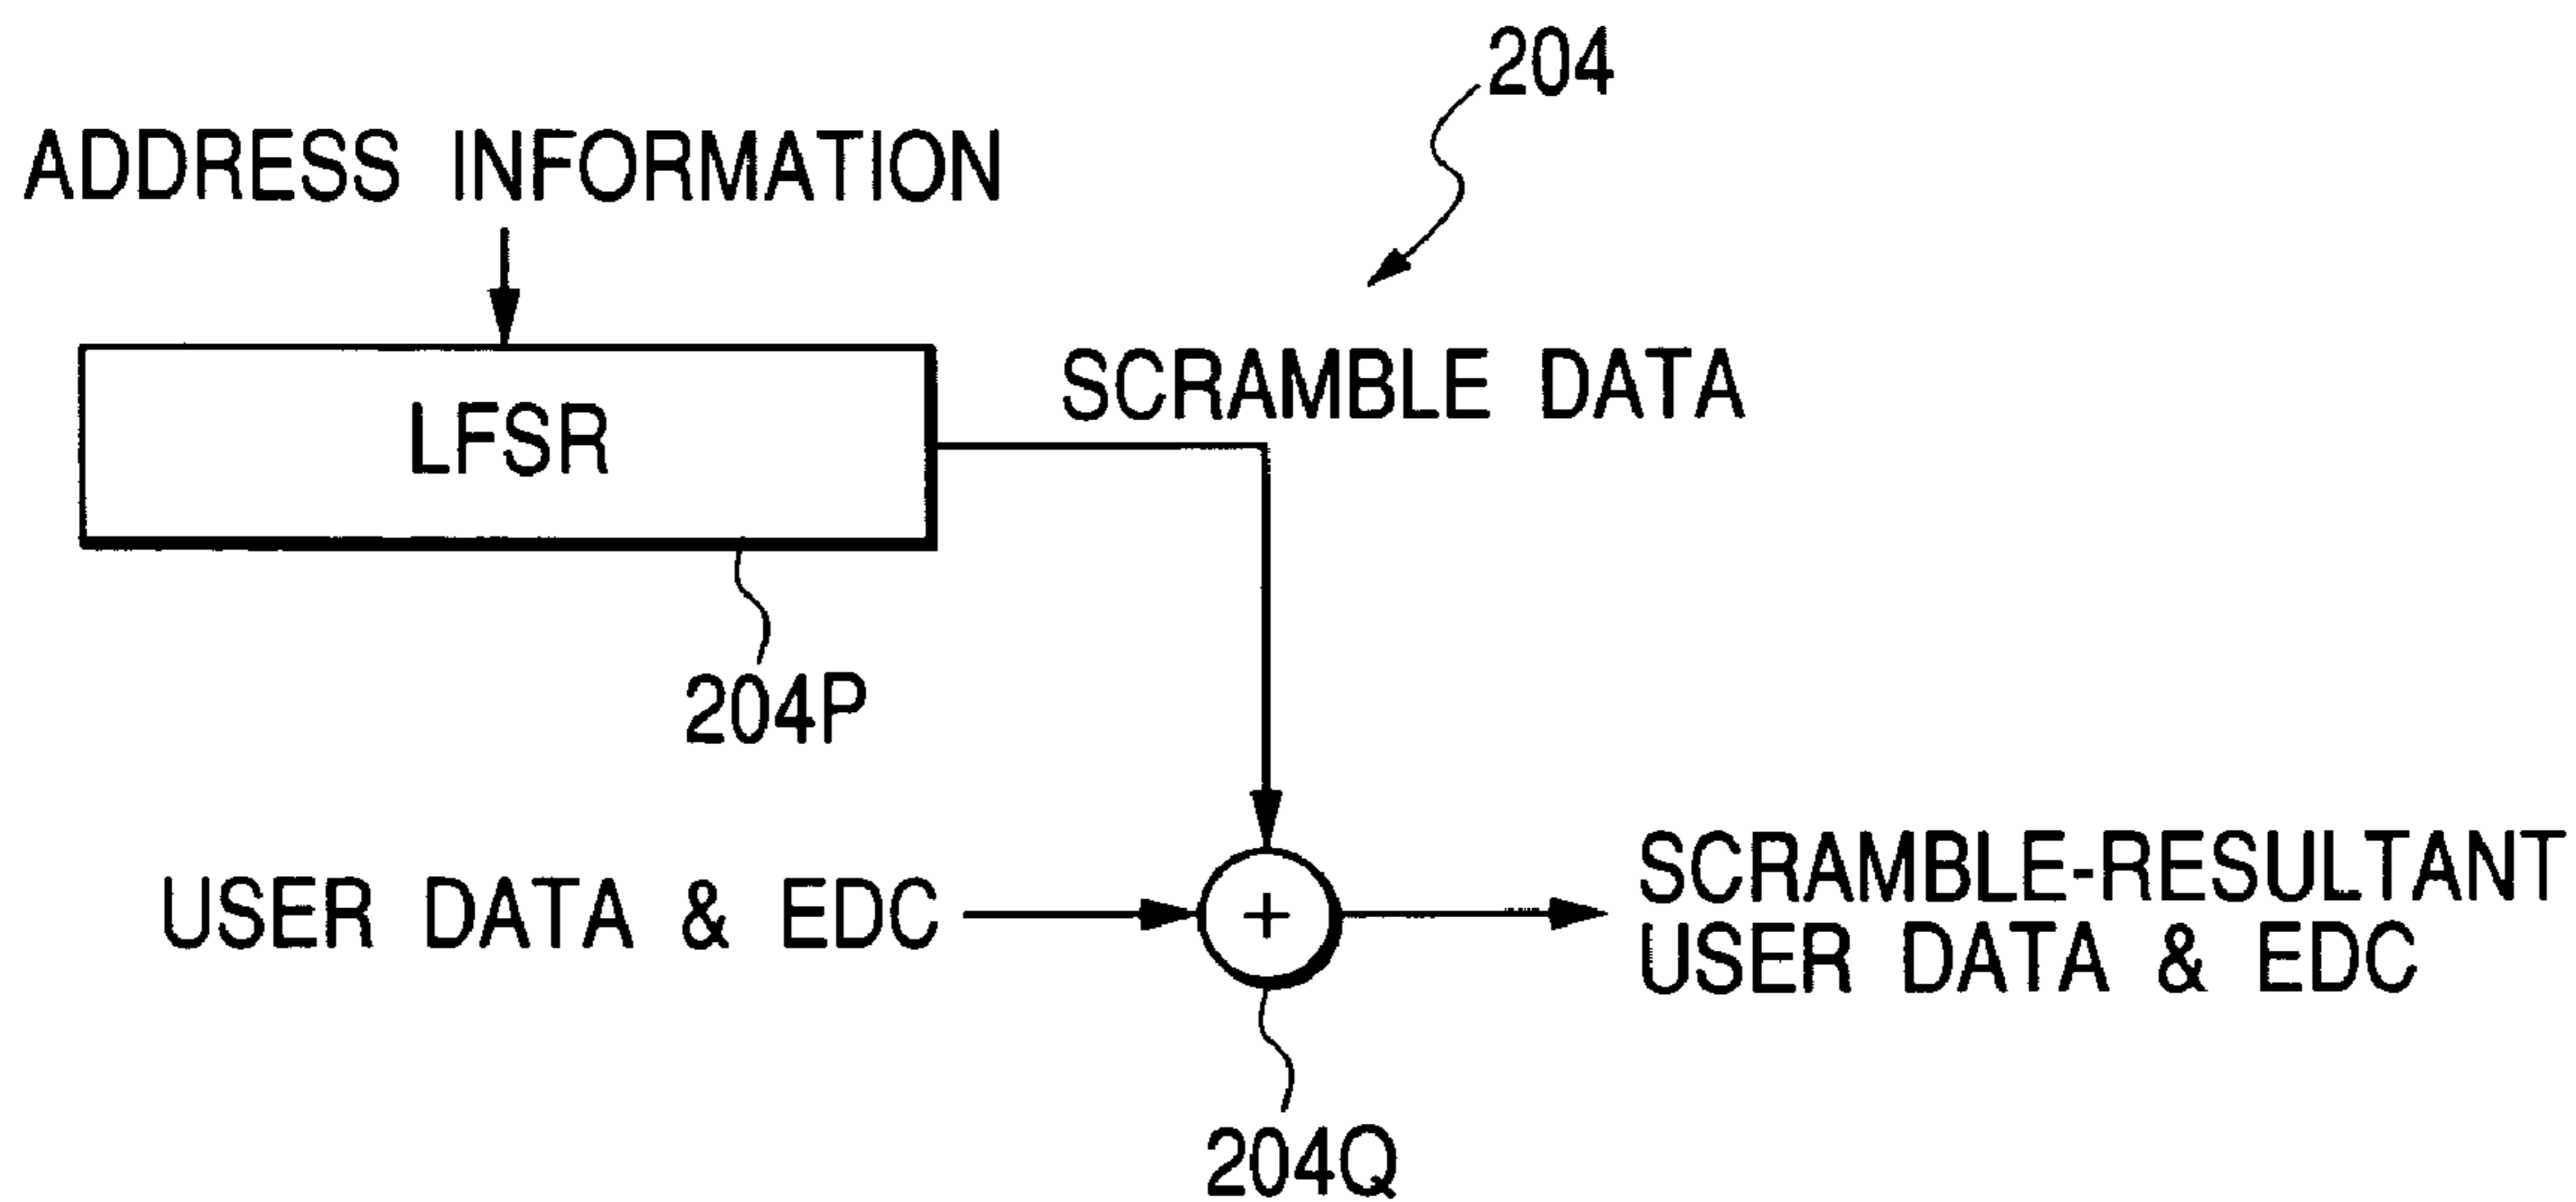 204
ADDRESS INFORMATION
LFSR
SCRAMBLE DATA
204P
USER DATA & EDC
+
SCRAMBLE-RESULTANT
USER DATA & EDC
204Q